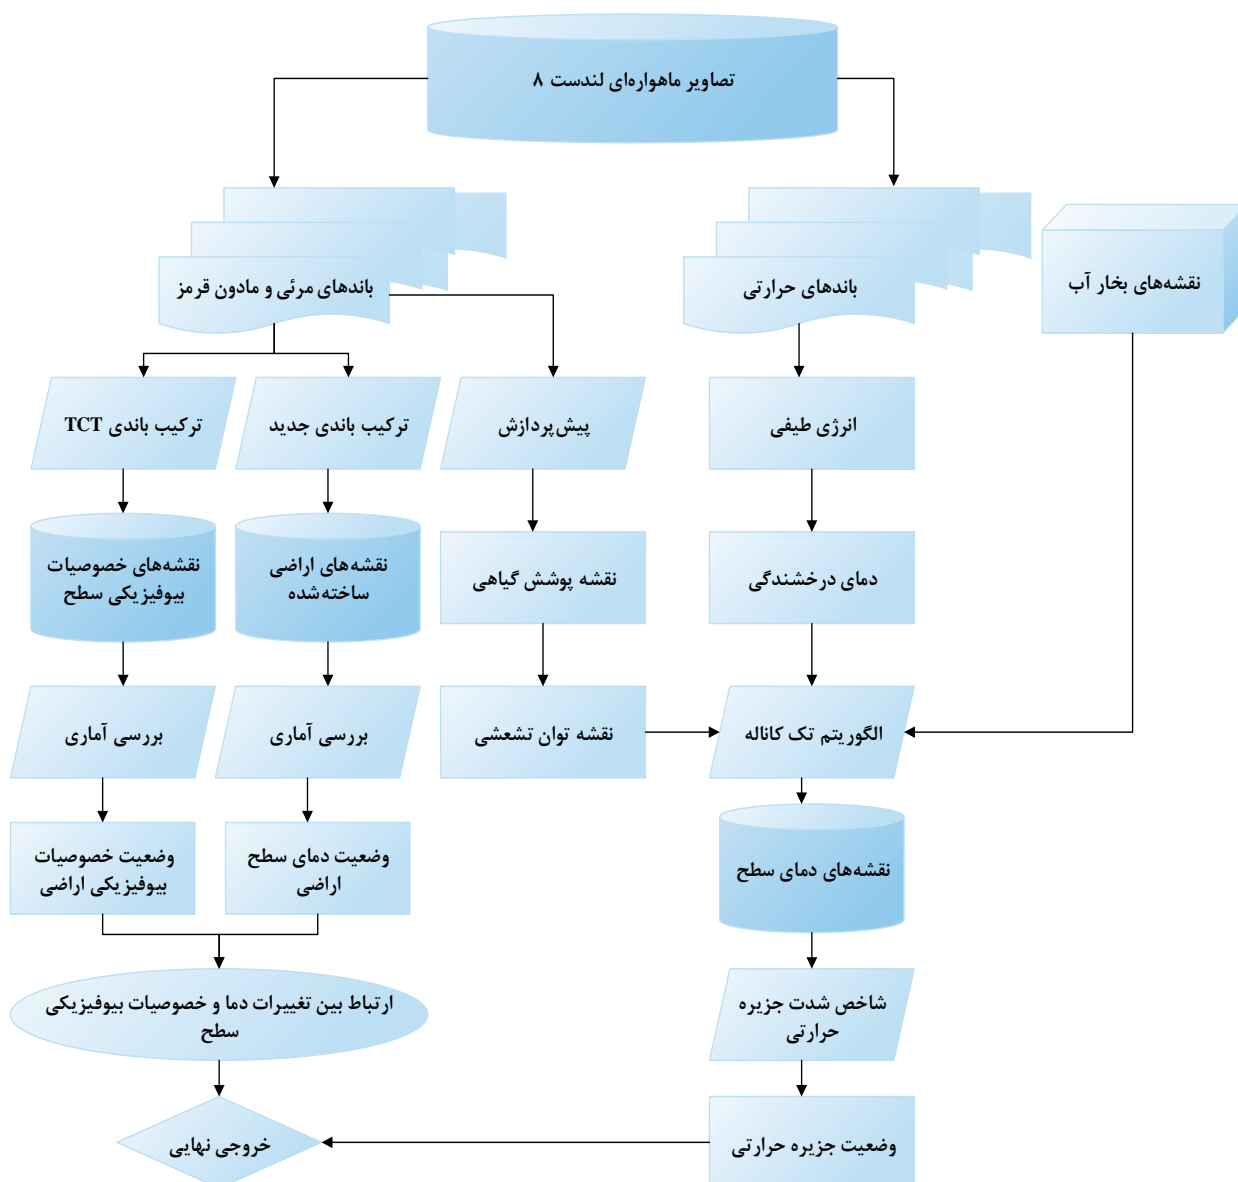 تصاویر ماهواره‌ای لندست ۸
نقشه‌های بخار آب
باندهای حرارتی
باندهای مرئی و مادون قرمز
انرژی طیفی
پیش‌پردازش
ترکیب باندی جدید
ترکیب باندی TCT
دمای درخشندگی
نقشه پوشش گیاهی
نقشه‌های اراضی
ساخته‌شده
نقشه‌های خصوصیات
بیوفیزیکی سطح
الگوریتم تک کاناله
نقشه توان تشعشی
بررسی آماری
بررسی آماری
نقشه‌های دمای سطح
وضعیت دمای سطح
اراضی
وضعیت خصوصیات
بیوفیزیکی اراضی
شاخص شدت جزیره
حرارتی
ارتباط بین تغییرات دما و خصوصیات بیوفیزیکی
سطح
وضعیت جزیره حرارتی
خروجی نهایی